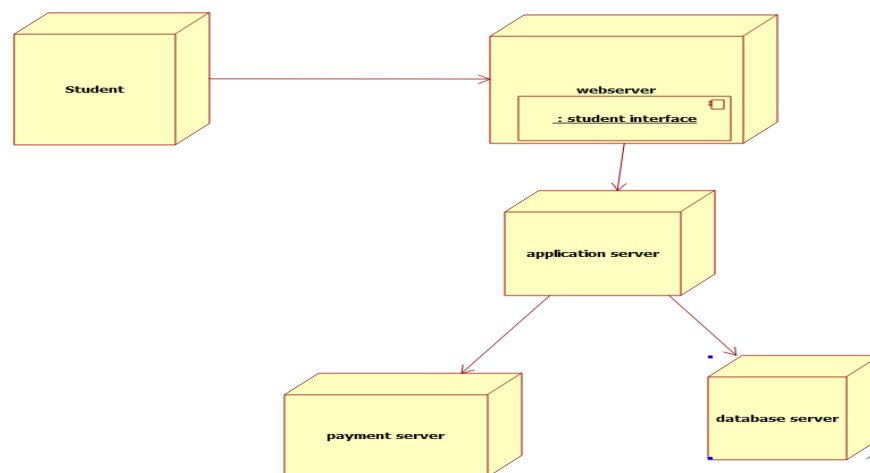 Student
webserver
: student interface
application server
payment server
database server